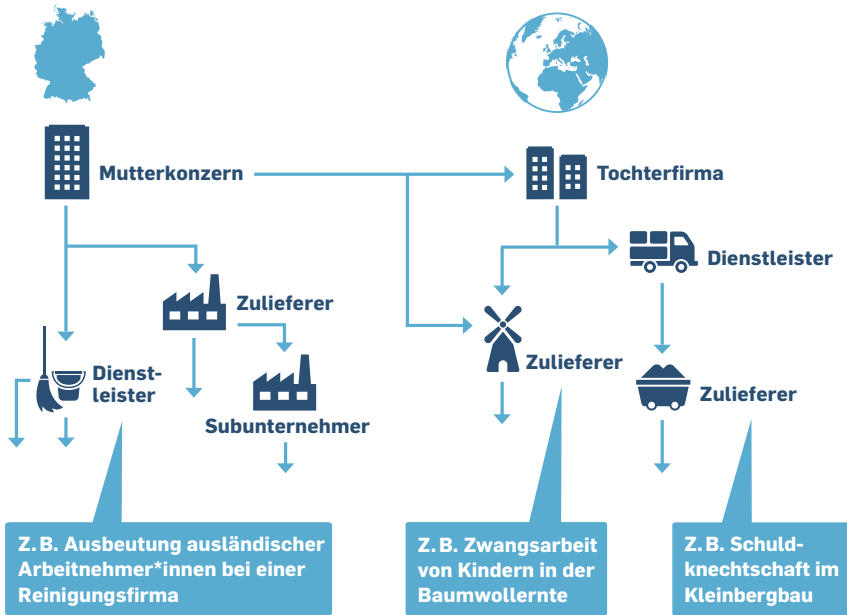 Mutterkonzern
Tochterfirma
Dienstleister
Zulieferer
Zulieferer
Dienst-
leister
Zulieferer
Subunternehmer
Z. B. Ausbeutung ausländischer
Arbeitnehmer*innen bei einer
Reinigungsfirma
Z. B. Zwangsarbeit
von Kindern in der
Baumwollernte
Z. B. Schuld-
knechtschaft im
Kleinbergbau